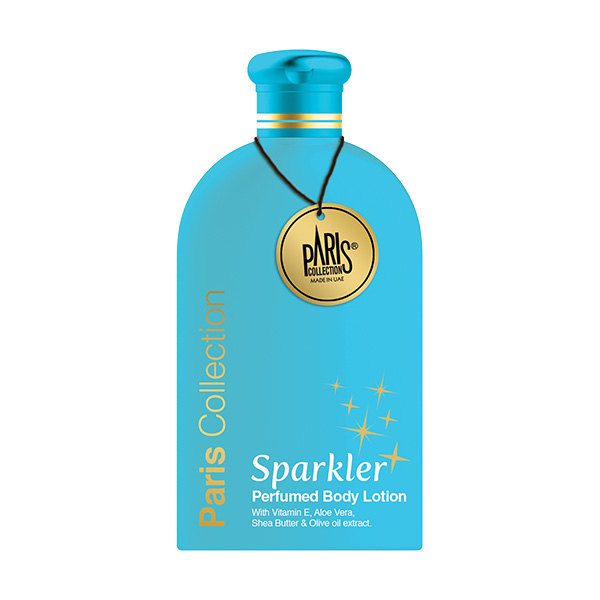 PARIS®
COLLECTION
MADE IN UAE
Paris Collection
Sparkler
Perfumed Body Lotion
With Vitamin E, Aloe Vera,
Shea Butter & Olive oil extract.